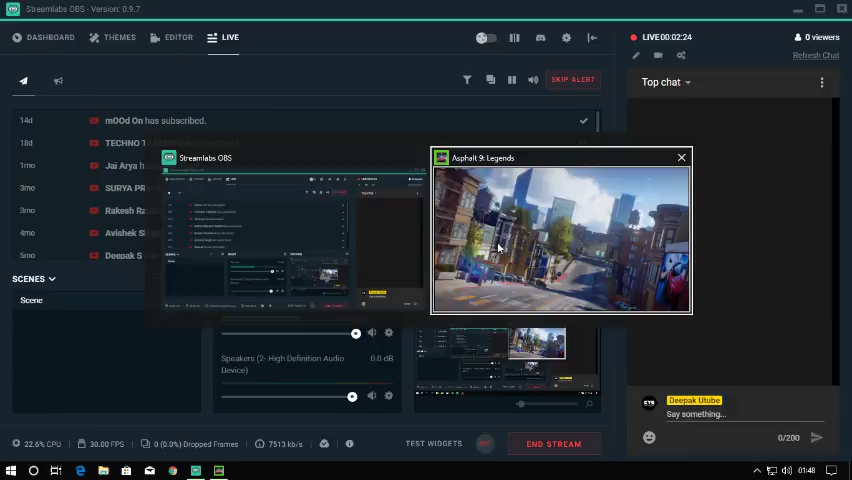 Streamlabs OBS - Version: 0.9.7
DASHBOARD
THEMES
EDITOR
LIVE
LIVE 00:02:24
0 viewers
Refresh Chat
SKIP ALERT
Top chat
14d mOOd On has subscribed.
18d TECHNO T
1mo Jai Arya h
3mo SURYA PR
4mo Rakesh Ra
4mo Avishek S
5mo Deepak S
Streamlabs OBS
Asphalt 9: Legends
SCENES
Scene
Speakers (2- High Definition Audio
Device)
0.0 dB
Deepak Utube
Say something...
0/200
22.6% CPU
30.00 FPS
0 (0.0%) Dropped Frames
7513 kb/s
TEST WIDGETS
REC
END STREAM
01:48